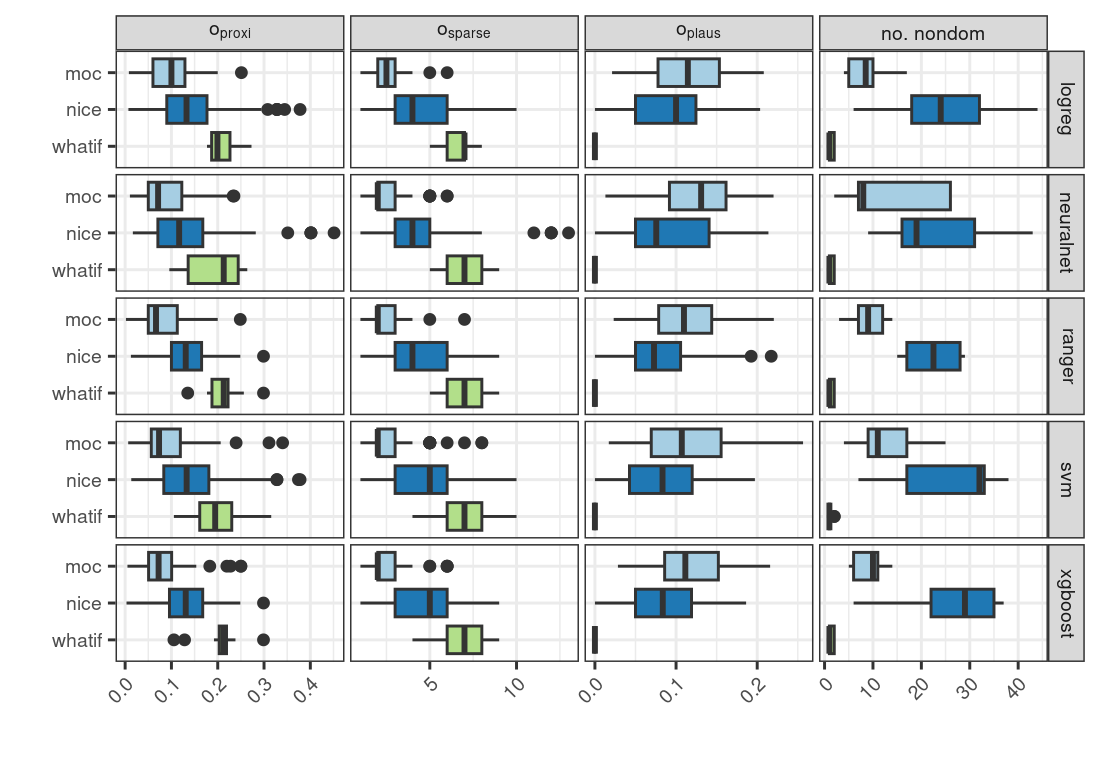 oproxi osparse oplaus no. nondom
moc
nice
whatif
logreg
moc
nice
whatif
neuralnet
moc
nice
whatif
ranger
moc
nice
whatif
svm
moc
nice
whatif
xgboost
0.0 0.1 0.2 0.3 0.4 5 10 0.0 0.1 0.2 0 10 20 30 40